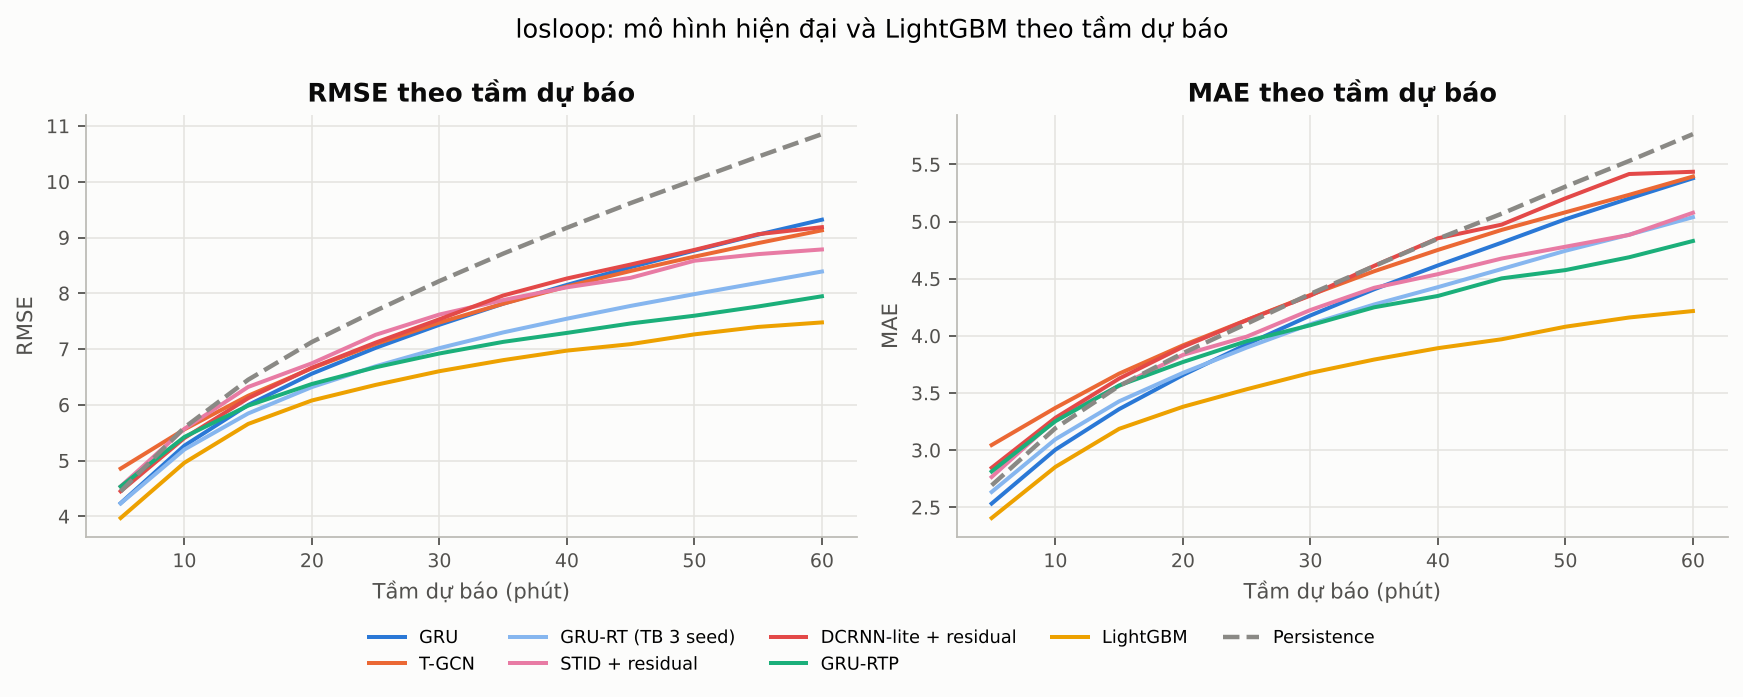 losloop: mô hình hiện đại và LightGBM theo tầm dự báo
RMSE theo tầm dự báo
RMSE
11
10
9
8
7
6
5
4
10 20 30 40 50 60
Tầm dự báo (phút)
MAE theo tầm dự báo
MAE
5.5
5.0
4.5
4.0
3.5
3.0
2.5
10 20 30 40 50 60
Tầm dự báo (phút)
GRU GRU-RT (TB 3 seed) DCRNN-lite + residual LightGBM Persistence
T-GCN STID + residual GRU-RTP